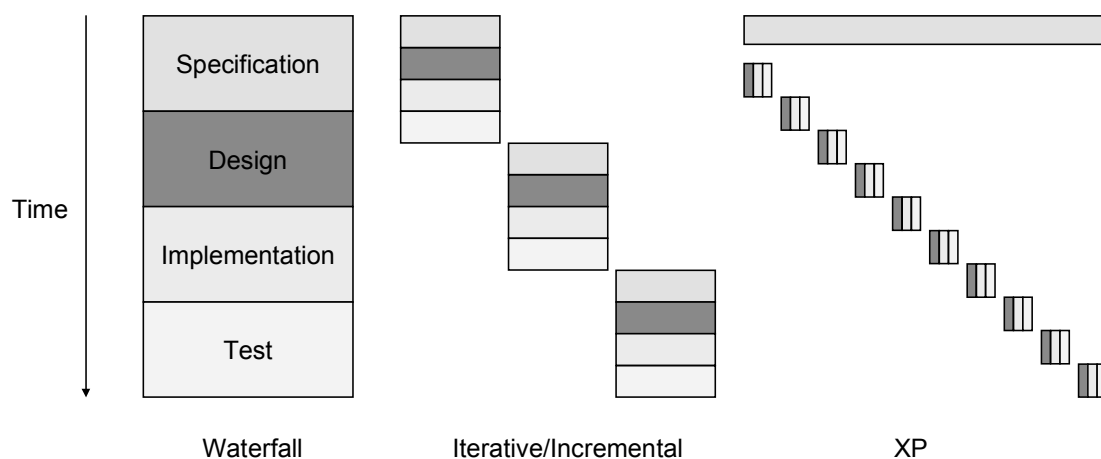 Specification
Design
Time
Implementation
Test
Waterfall
Iterative/Incremental
XP